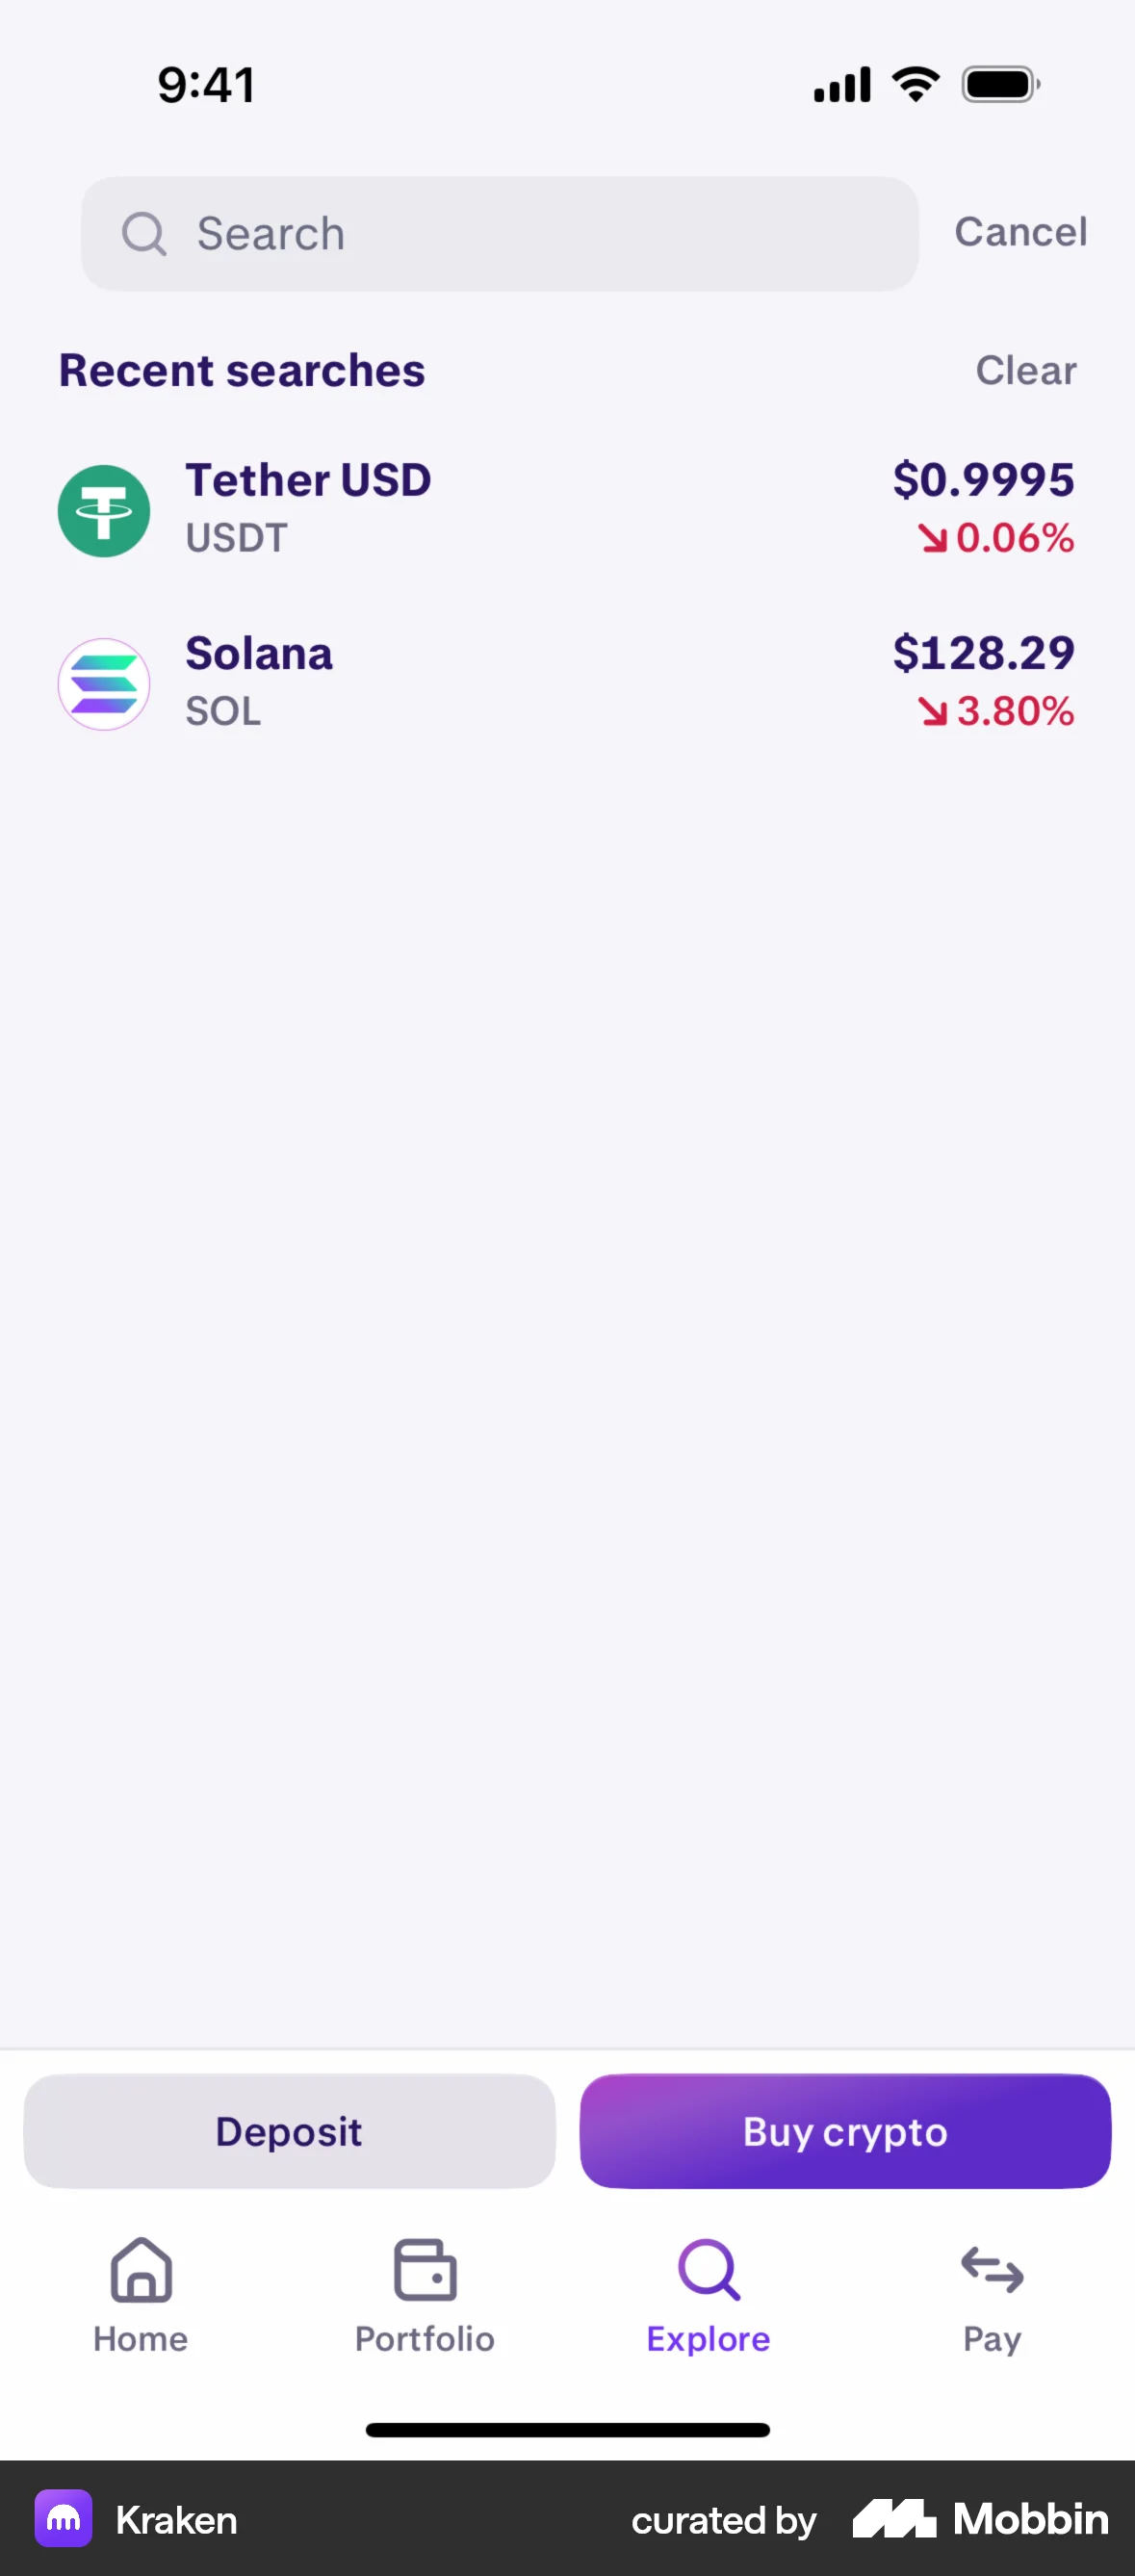 9:41
Search
Cancel
Recent searches
Clear
Tether USD
$0.9995
USDT
0.06%
Solana
$128.29
SOL
3.80%
Deposit
Buy crypto
Home
Portfolio
Explore
Pay
Kraken
curated by
Mobbin